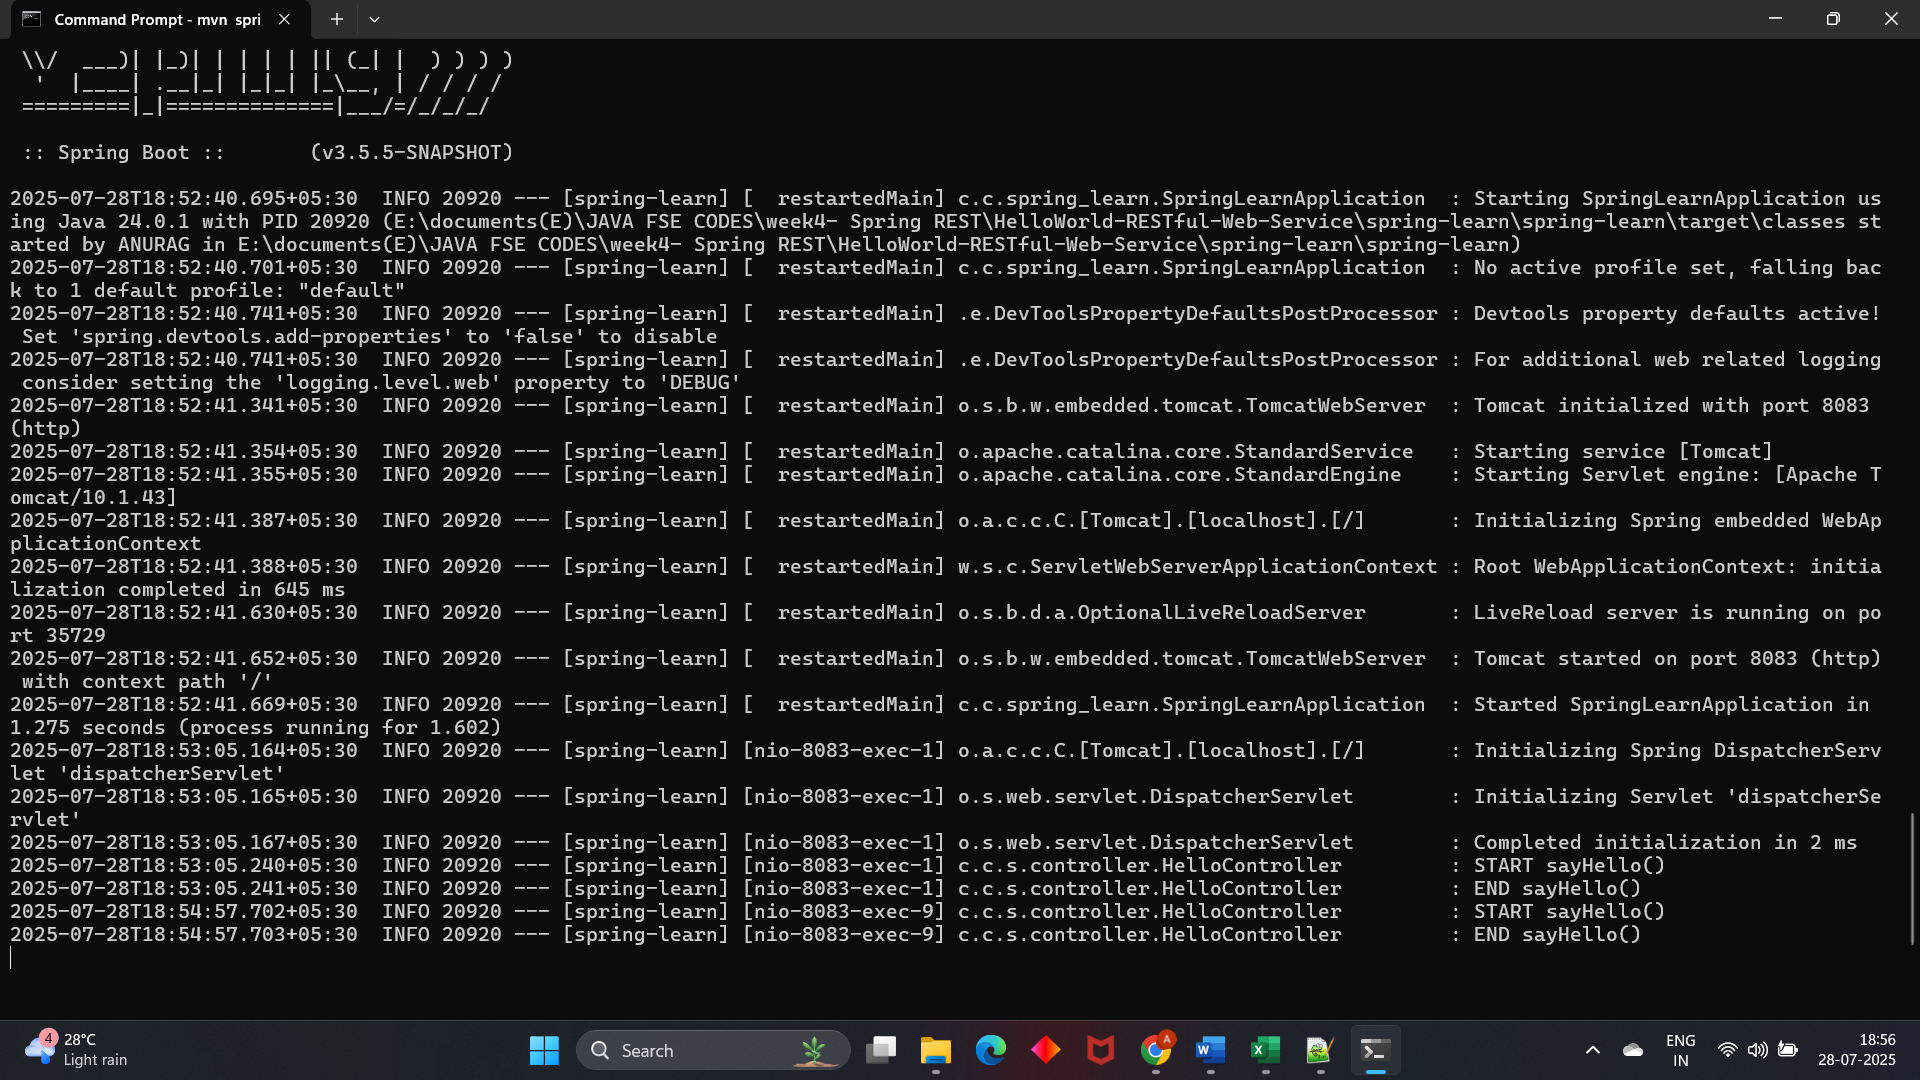 Command Prompt - mvn spri
\\/  ___)| |_)| | | | | || (_| |  ) ) ) )
'  |____| .__|_| |_|_| |_\__, | / / / /
=========|_|==============|___/=/_/_/_/
:: Spring Boot ::       (v3.5.5-SNAPSHOT)
2025-07-28T18:52:40.695+05:30  INFO 20920 --- [spring-learn] [  restartedMain] c.c.spring_learn.SpringLearnApplication  : Starting SpringLearnApplication us
ing Java 24.0.1 with PID 20920 (E:\documents(E)\JAVA FSE CODES\week4- Spring REST\HelloWorld-RESTful-Web-Service\spring-learn\spring-learn\target\classes st
arted by ANURAG in E:\documents(E)\JAVA FSE CODES\week4- Spring REST\HelloWorld-RESTful-Web-Service\spring-learn\spring-learn)
2025-07-28T18:52:40.701+05:30  INFO 20920 --- [spring-learn] [  restartedMain] c.c.spring_learn.SpringLearnApplication  : No active profile set, falling bac
k to 1 default profile: "default"
2025-07-28T18:52:40.741+05:30  INFO 20920 --- [spring-learn] [  restartedMain] .e.DevToolsPropertyDefaultsPostProcessor : Devtools property defaults active!
Set 'spring.devtools.add-properties' to 'false' to disable
2025-07-28T18:52:40.741+05:30  INFO 20920 --- [spring-learn] [  restartedMain] .e.DevToolsPropertyDefaultsPostProcessor : For additional web related logging
consider setting the 'logging.level.web' property to 'DEBUG'
2025-07-28T18:52:41.341+05:30  INFO 20920 --- [spring-learn] [  restartedMain] o.s.b.w.embedded.tomcat.TomcatWebServer  : Tomcat initialized with port 8083
(http)
2025-07-28T18:52:41.354+05:30  INFO 20920 --- [spring-learn] [  restartedMain] o.apache.catalina.core.StandardService   : Starting service [Tomcat]
2025-07-28T18:52:41.355+05:30  INFO 20920 --- [spring-learn] [  restartedMain] o.apache.catalina.core.StandardEngine    : Starting Servlet engine: [Apache T
omcat/10.1.43]
2025-07-28T18:52:41.387+05:30  INFO 20920 --- [spring-learn] [  restartedMain] o.a.c.c.C.[Tomcat].[localhost].[/]       : Initializing Spring embedded WebAp
plicationContext
2025-07-28T18:52:41.388+05:30  INFO 20920 --- [spring-learn] [  restartedMain] w.s.c.ServletWebServerApplicationContext : Root WebApplicationContext: initia
lization completed in 645 ms
2025-07-28T18:52:41.630+05:30  INFO 20920 --- [spring-learn] [  restartedMain] o.s.b.d.a.OptionalLiveReloadServer       : LiveReload server is running on po
rt 35729
2025-07-28T18:52:41.652+05:30  INFO 20920 --- [spring-learn] [  restartedMain] o.s.b.w.embedded.tomcat.TomcatWebServer  : Tomcat started on port 8083 (http)
with context path '/'
2025-07-28T18:52:41.669+05:30  INFO 20920 --- [spring-learn] [  restartedMain] c.c.spring_learn.SpringLearnApplication  : Started SpringLearnApplication in
1.275 seconds (process running for 1.602)
2025-07-28T18:53:05.164+05:30  INFO 20920 --- [spring-learn] [nio-8083-exec-1] o.a.c.c.C.[Tomcat].[localhost].[/]       : Initializing Spring DispatcherServ
let 'dispatcherServlet'
2025-07-28T18:53:05.165+05:30  INFO 20920 --- [spring-learn] [nio-8083-exec-1] o.s.web.servlet.DispatcherServlet        : Initializing Servlet 'dispatcherSe
rvlet'
2025-07-28T18:53:05.167+05:30  INFO 20920 --- [spring-learn] [nio-8083-exec-1] o.s.web.servlet.DispatcherServlet        : Completed initialization in 2 ms
2025-07-28T18:53:05.240+05:30  INFO 20920 --- [spring-learn] [nio-8083-exec-1] c.c.s.controller.HelloController         : START sayHello()
2025-07-28T18:53:05.241+05:30  INFO 20920 --- [spring-learn] [nio-8083-exec-1] c.c.s.controller.HelloController         : END sayHello()
2025-07-28T18:54:57.702+05:30  INFO 20920 --- [spring-learn] [nio-8083-exec-9] c.c.s.controller.HelloController         : START sayHello()
2025-07-28T18:54:57.703+05:30  INFO 20920 --- [spring-learn] [nio-8083-exec-9] c.c.s.controller.HelloController         : END sayHello()
4
28°C
Light rain
Search
A
W
X
ENG
IN
18:56
28-07-2025